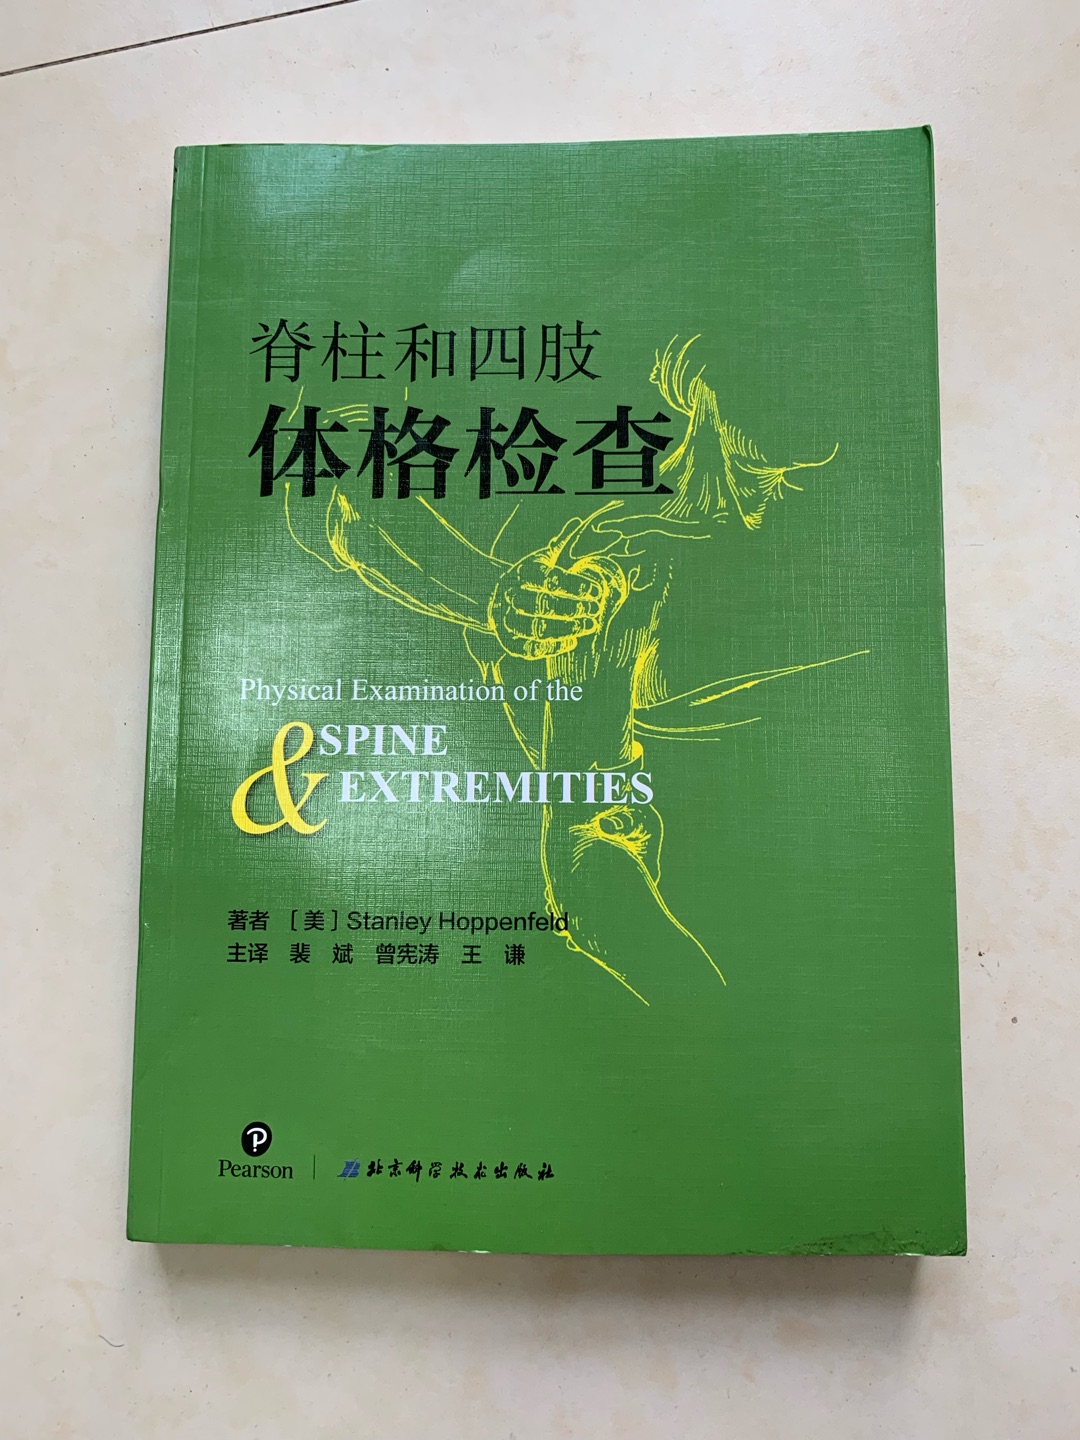 脊柱和四肢
体格检查
Physical Examination of the
SPINE
& EXTREMITIES
著者 [美] Stanley Hoppenfeld
主译 裴 斌 曾宪涛 王 谦
Pearson
北京科学技术出版社